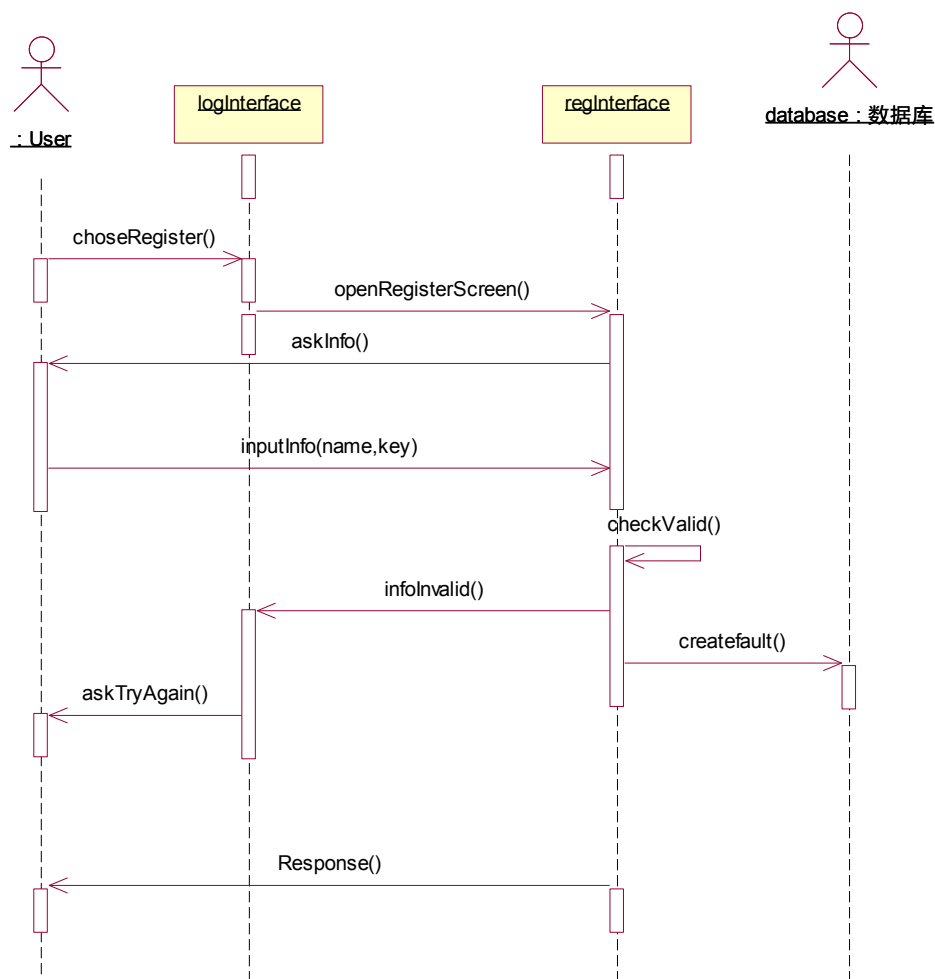 : User
logInterface
regInterface
database : 数据库
choseRegister()
openRegisterScreen()
askInfo()
inputInfo(name,key)
checkValid()
infoInvalid()
createfault()
askTryAgain()
Response()